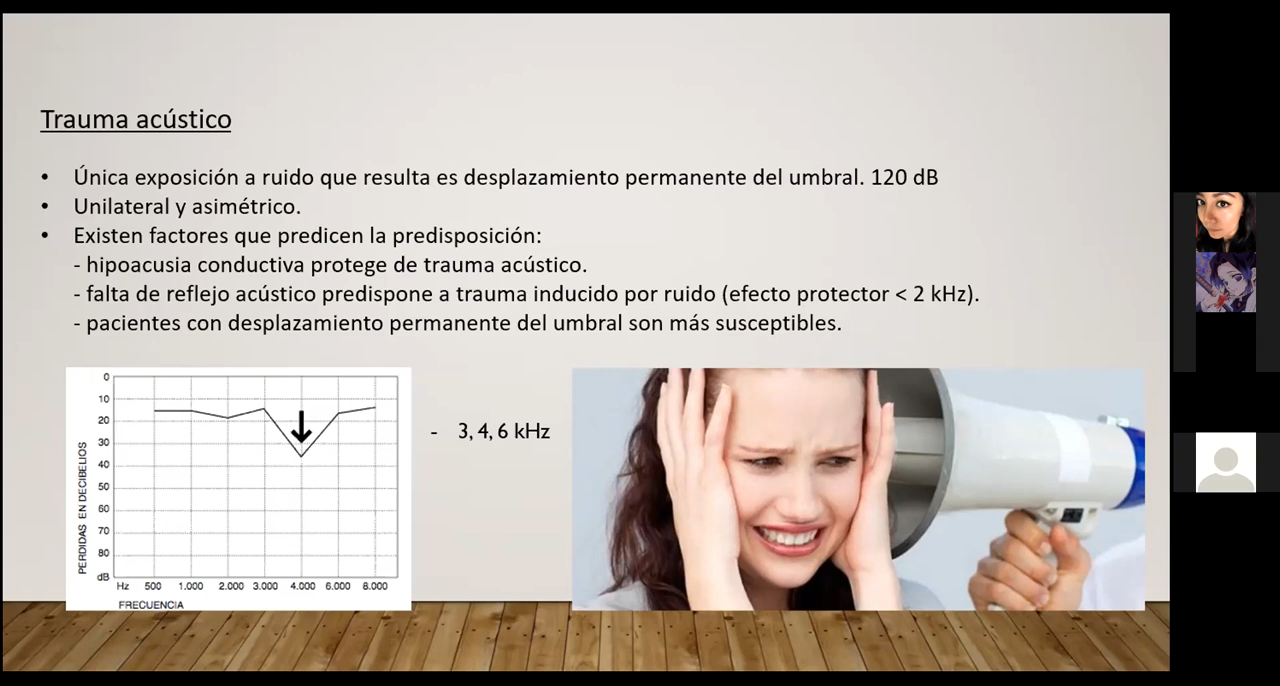 Trauma acústico
• Única exposición a ruido que resulta es desplazamiento permanente del umbral. 120 dB
• Unilateral y asimétrico.
• Existen factores que predicen la predisposición:
- hipoacusia conductiva protege de trauma acústico.
- falta de reflejo acústico predispone a trauma inducido por ruido (efecto protector < 2 kHz).
- pacientes con desplazamiento permanente del umbral son más susceptibles.
PERDIDAS EN DECIBELIOS
0
10
20
30
40
50
60
70
80
dB
Hz 500 1.000 2.000 3.000 4.000 6.000 8.000
FRECUENCIA
- 3, 4, 6 kHz